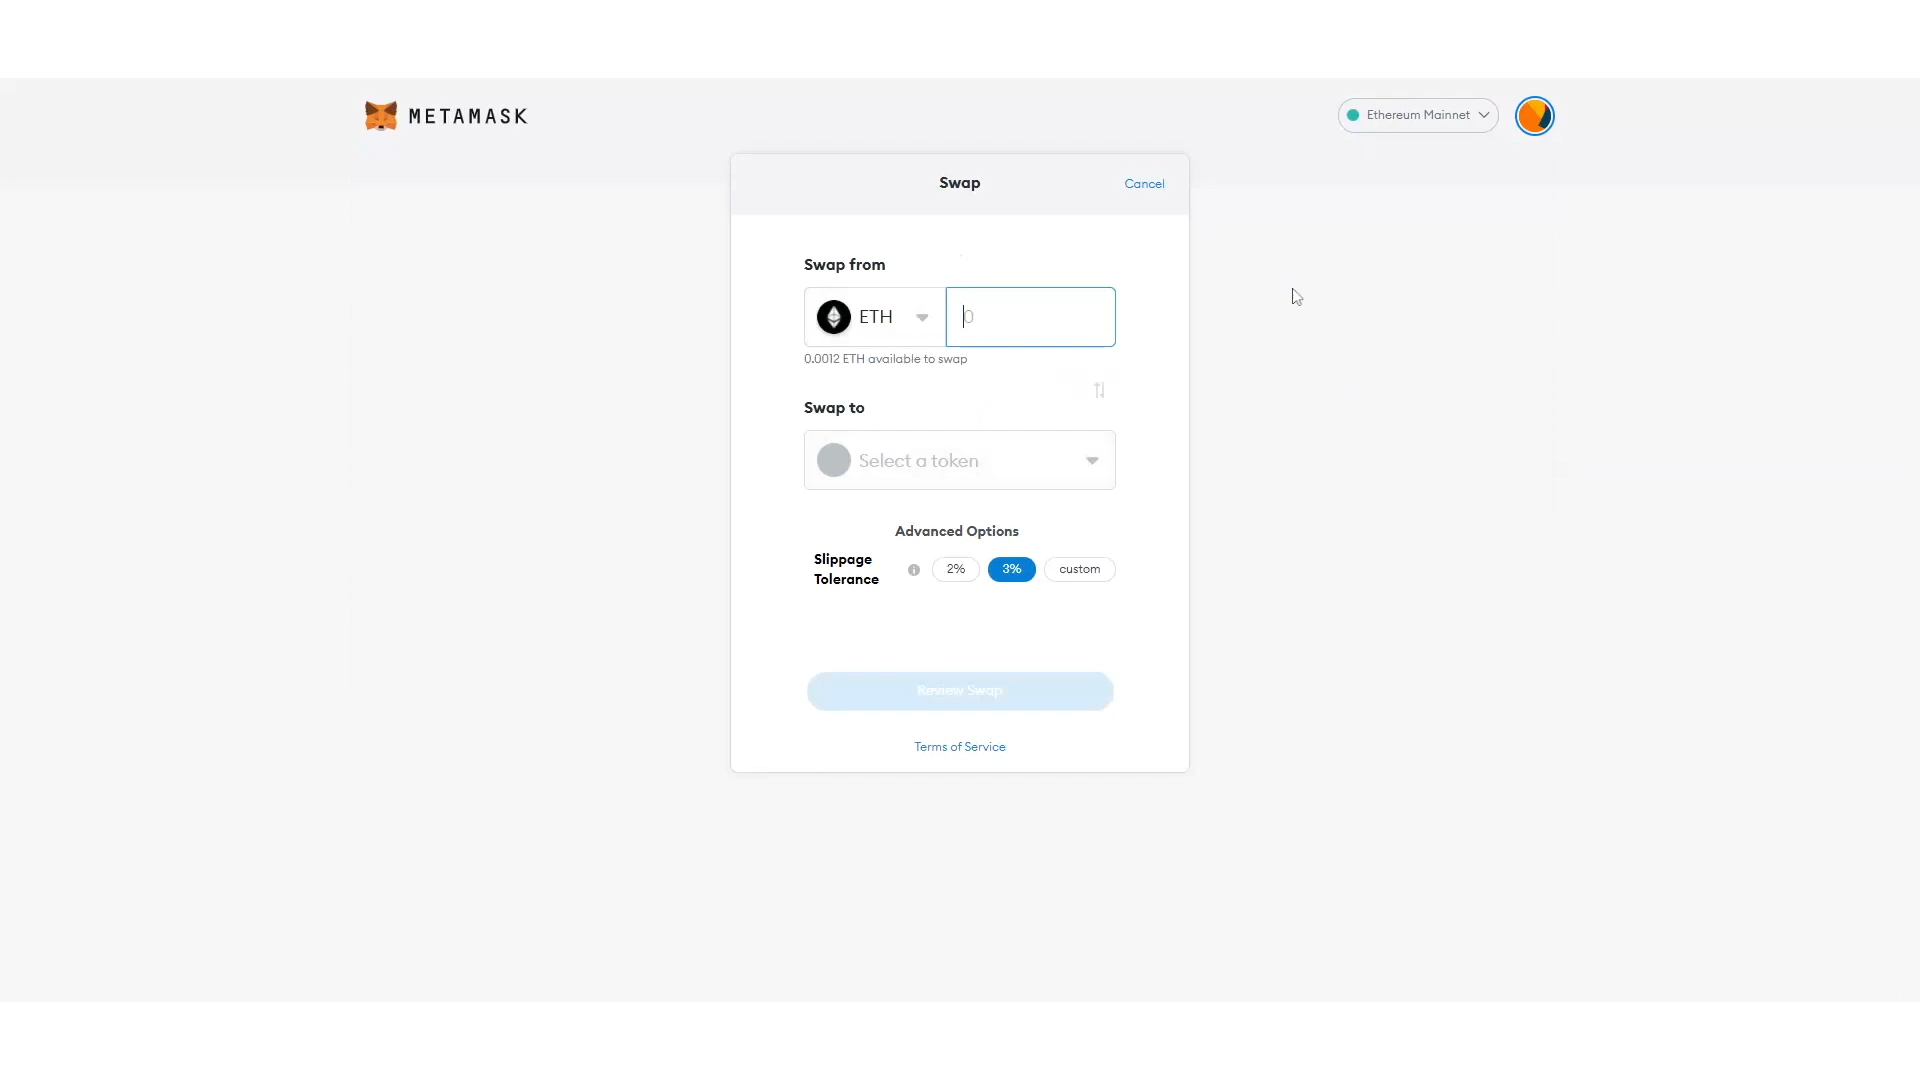 METAMASK
Ethereum Mainnet
Swap
Cancel
Swap from
ETH
0
0.0012 ETH available to swap
Swap to
Select a token
Advanced Options
Slippage
Tolerance
2%
3%
custom
Review Swap
Terms of Service